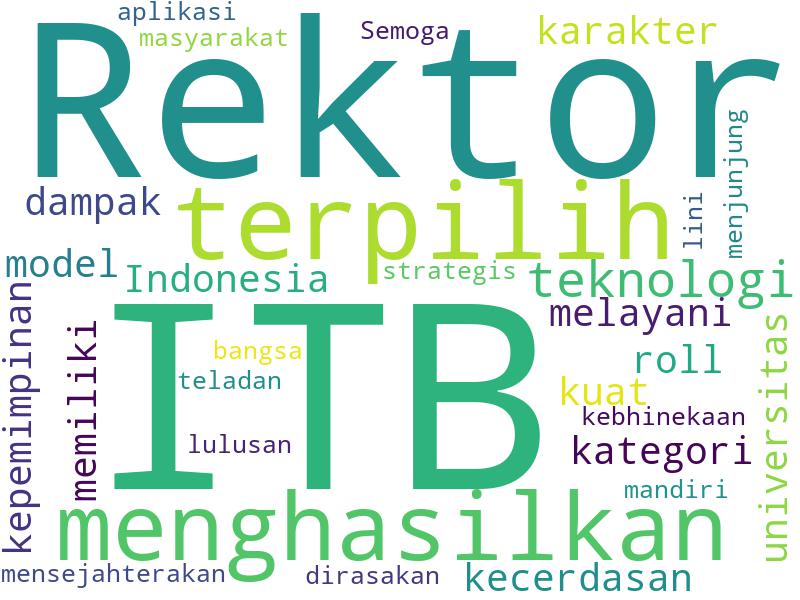 aplikasi
masyarakat
Semoga
karakter
Rektor
menjunjung
dampak
terpilih
lini
model
Indonesia
strategis
teknologi
kepemimpinan
memiliki
ITB
melayani
bangsa
teladan
roll
kuat
universitas
kebhinekaan
lulusan
kategori
mandiri
menghasilkan
mensejahterakan
dirasakan
kecerdasan